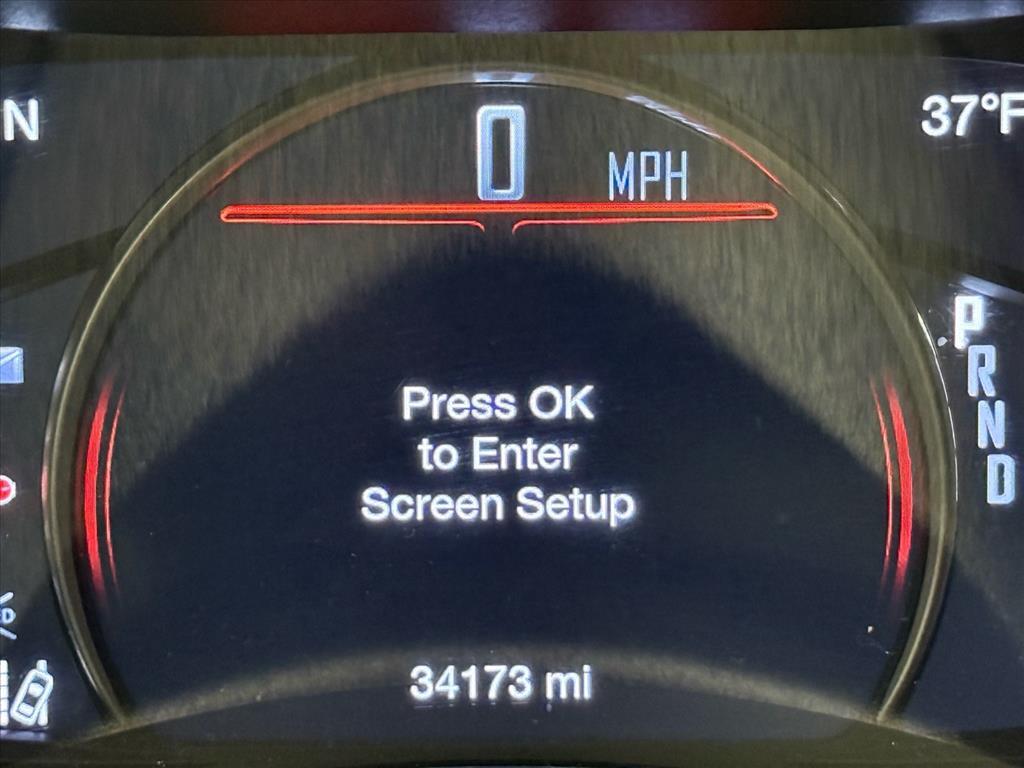 N
0 MPH
37°F
P
R
N
D
Press OK
to Enter
Screen Setup
34173 mi